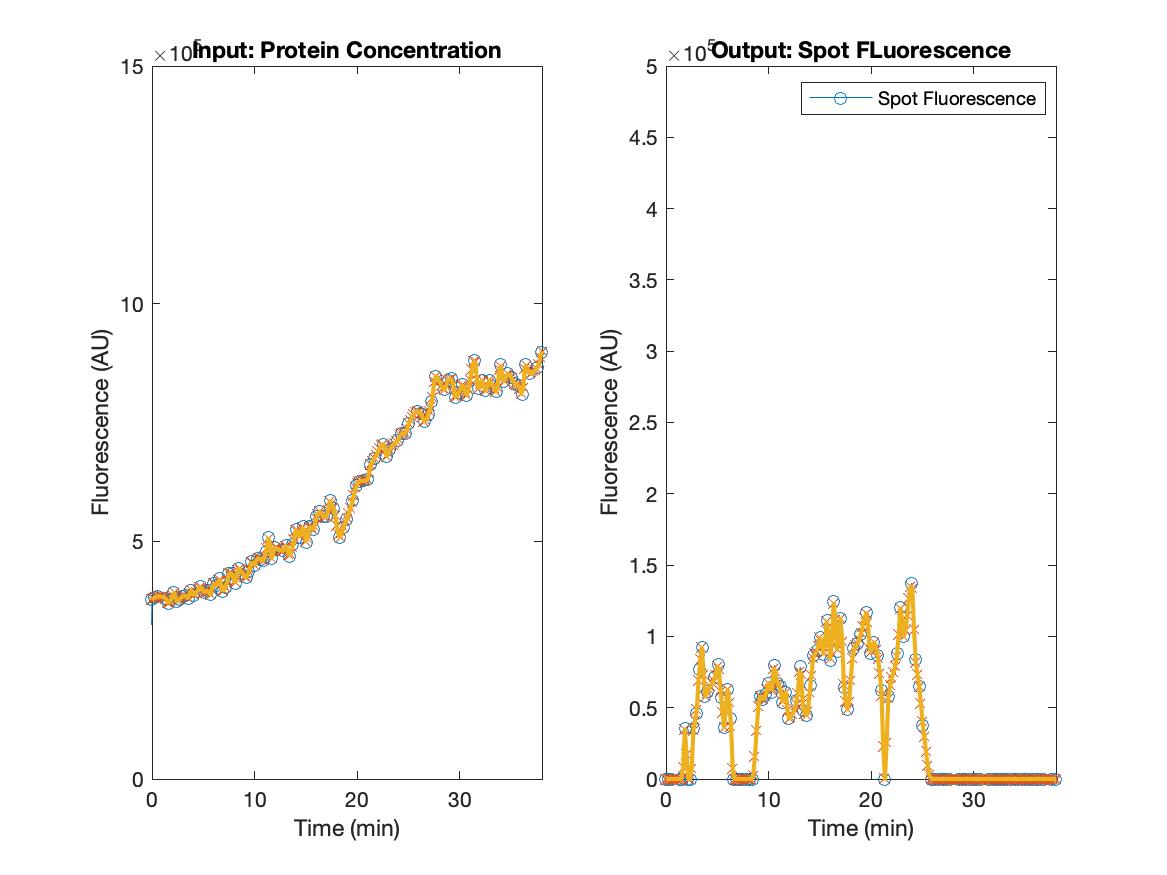 ×10⁵
Input: Protein Concentration
15
10
5
0
0 10 20 30
Time (min)
Fluorescence (AU)
×10⁵
Output: Spot FLuorescence
Spot Fluorescence
5
4.5
4
3.5
3
2.5
2
1.5
1
0.5
0
0 10 20 30
Time (min)
Fluorescence (AU)